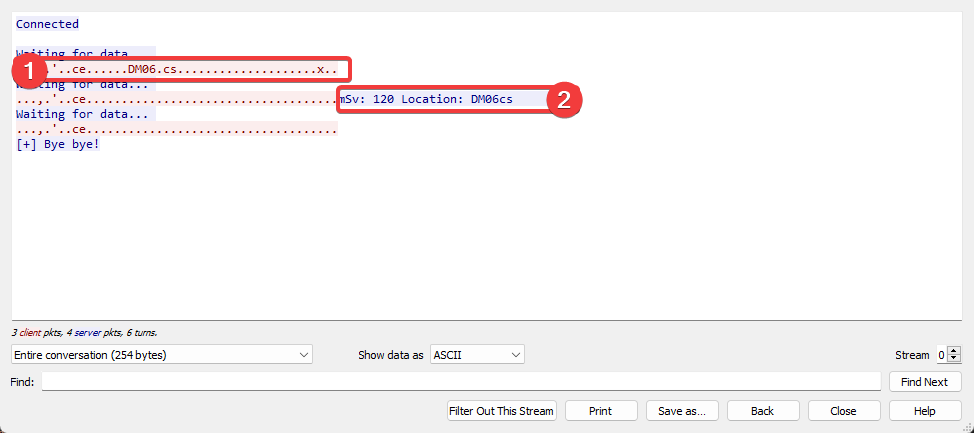 Connected
Waiting for data...
1 .'..ce......DM06.cs....................x..
Waiting for data...
...,.'..ce....................................mSv: 120 Location: DM06cs 2
Waiting for data...
...,.'..ce....................................
[+] Bye bye!
3 client pkts, 4 server pkts, 6 turns.
Entire conversation (254 bytes) Show data as ASCII Stream 0
Find: Find Next
Filter Out This Stream Print Save as... Back Close Help